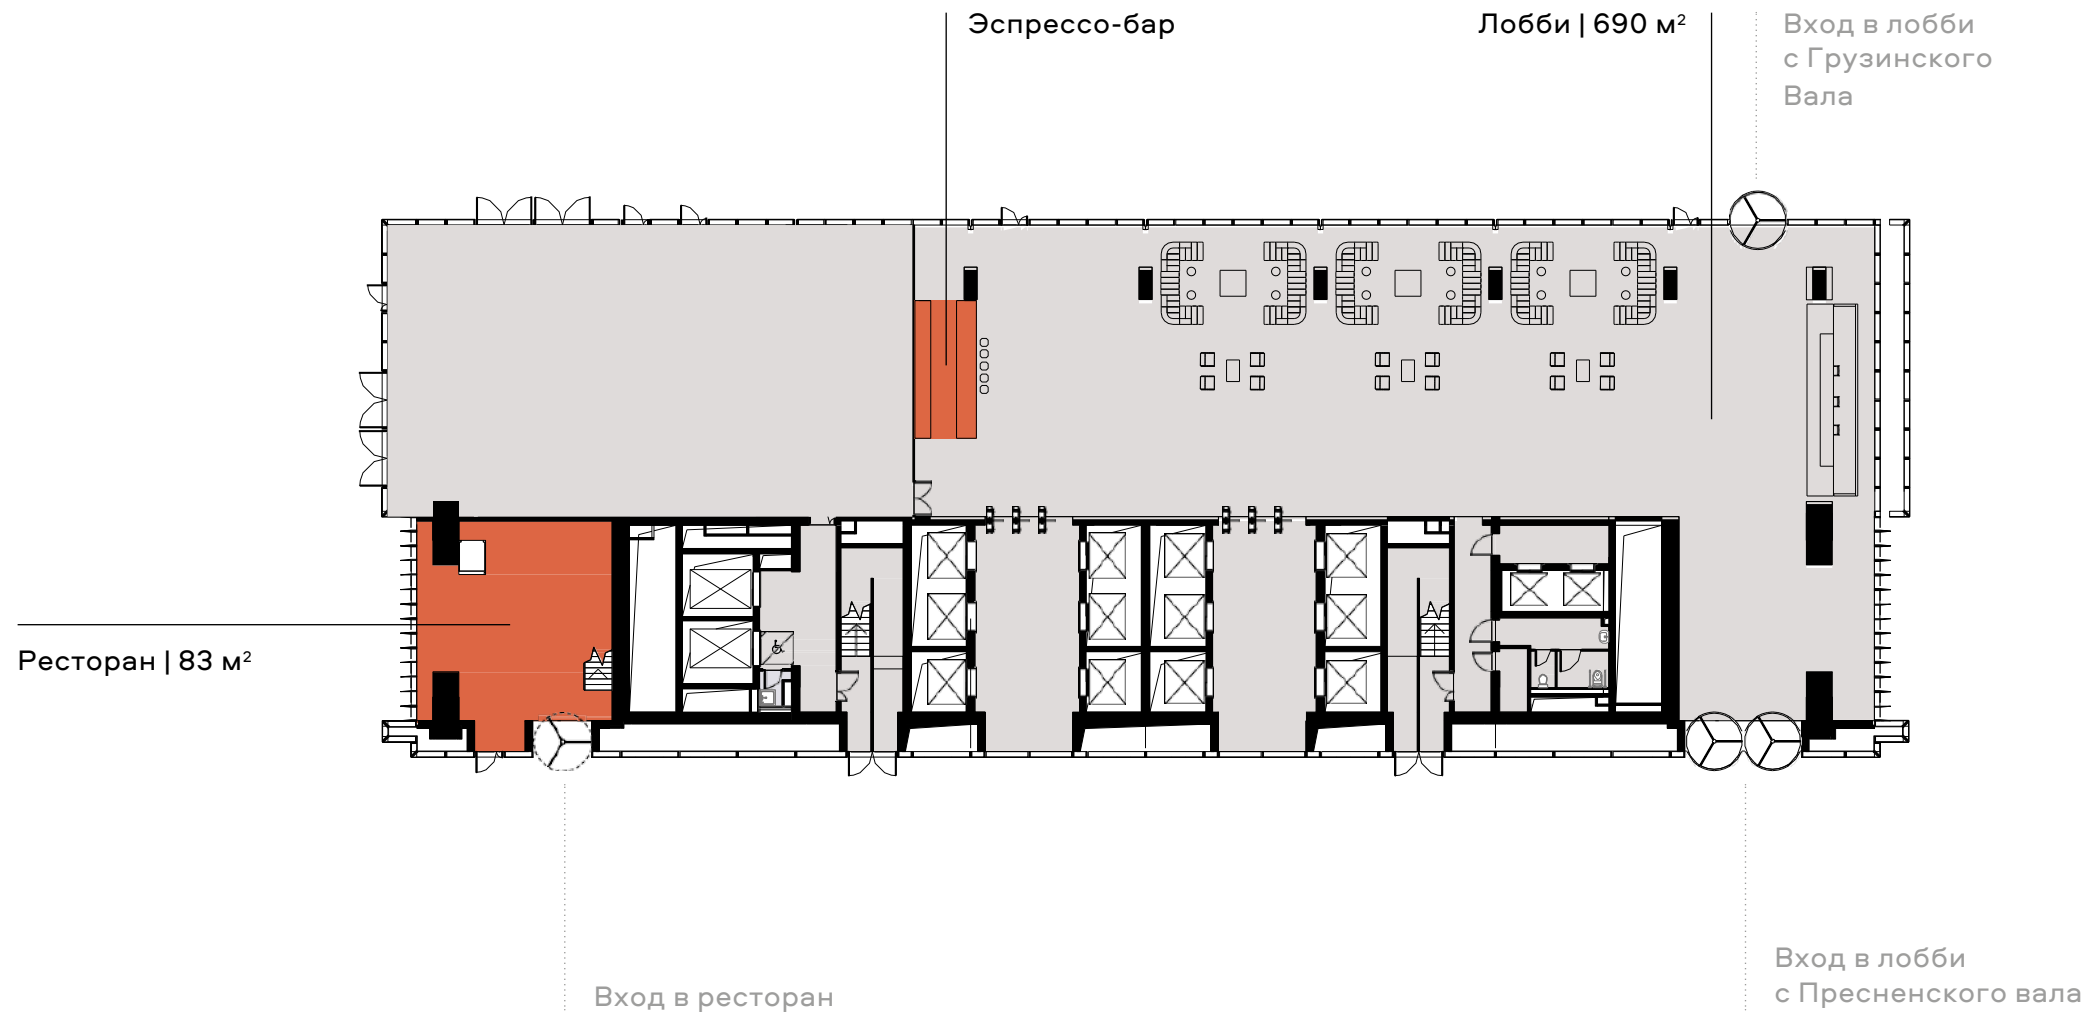 Эспрессо-бар
Лобби | 690 м²
Вход в лобби
с Грузинского
Вала
Ресторан | 83 м²
Вход в ресторан
Вход в лобби
с Пресненского вала